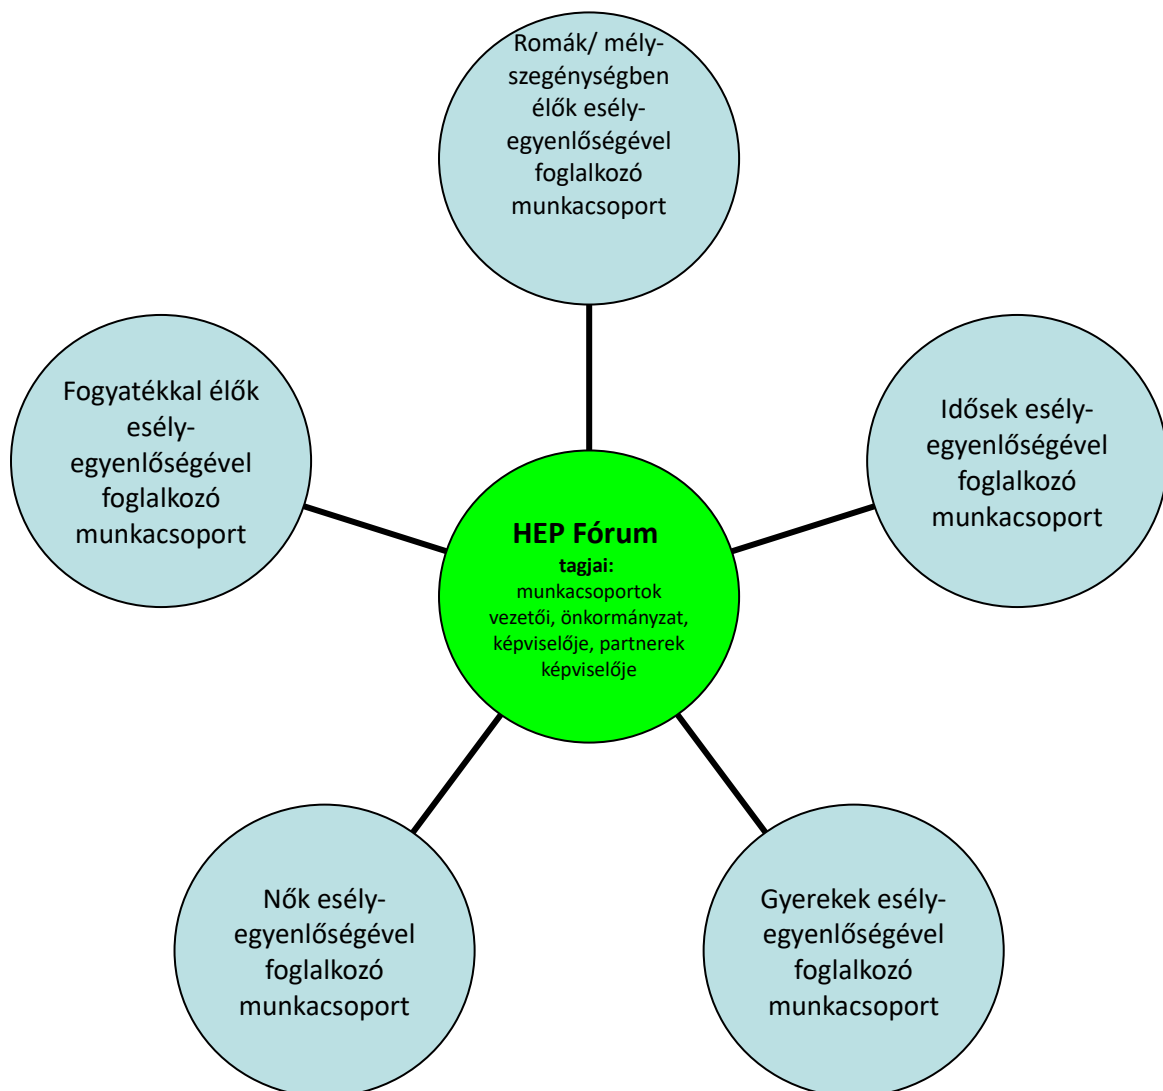 Romák/ mély-
szegénységben
élők esély-
egyenlőségével
foglalkozó
munkacsoport
Fogyatékkal élők
esély-
egyenlőségével
foglalkozó
munkacsoport
Idősek esély-
egyenlőségével
foglalkozó
munkacsoport
HEP Fórum
tagjai:
munkacsoportok
vezetői, önkormányzat,
képviselője, partnerek
képviselője
Nők esély-
egyenlőségével
foglalkozó
munkacsoport
Gyerekek esély-
egyenlőségével
foglalkozó
munkacsoport